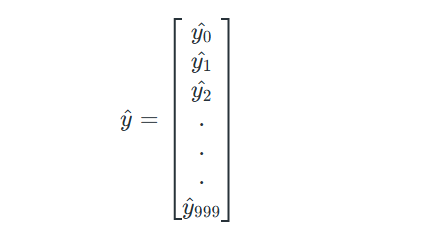 ŷ₀
ŷ₁
ŷ₂
ŷ =
.
.
.
ŷ₉₉₉